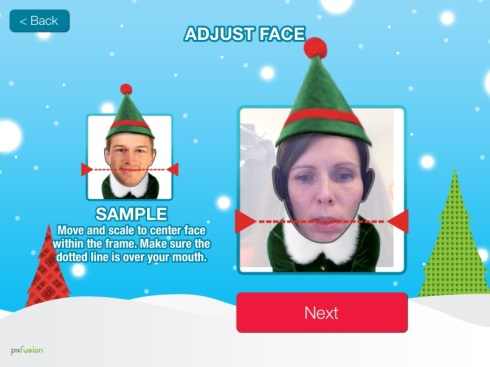 < Back
ADJUST FACE
SAMPLE
Move and scale to center face
within the frame. Make sure the
dotted line is over your mouth.
Next
pixfusion